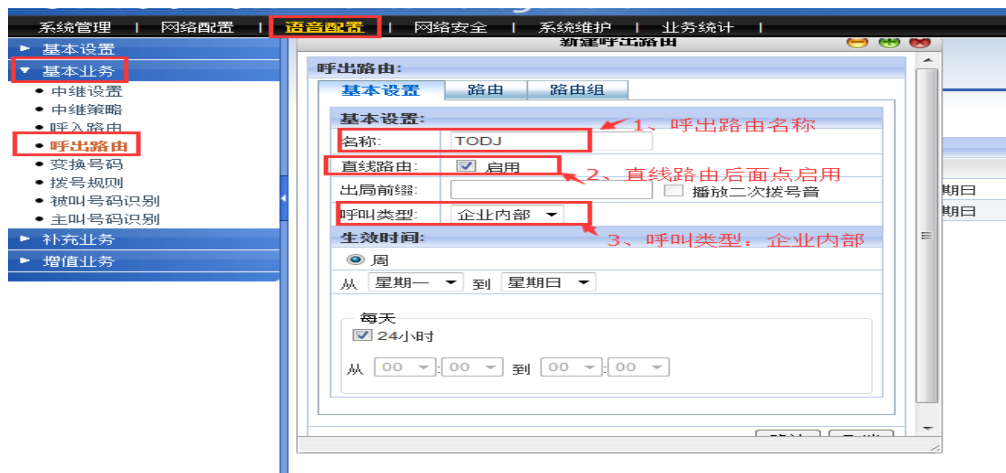 系统管理 | 网络配置 | 语音配置 | 网络安全 | 系统维护 | 业务统计 |
基本设置
基本业务
中继设置
中继策略
呼入路由
呼出路由
变换号码
拨号规则
被叫号码识别
主叫号码识别
补充业务
增值业务
新建呼出路由
呼出路由:
基本设置 路由 路由组
基本设置:
1、呼出路由名称
名称: TODJ
直线路由: 启用
2、直线路由后面点启用
出局前缀: 播放二次拨号音
呼叫类型: 企业内部
3、呼叫类型：企业内部
生效时间:
周
从 星期一 到 星期日
每天
24小时
从 00 :00 到 00 :00
期日
期日